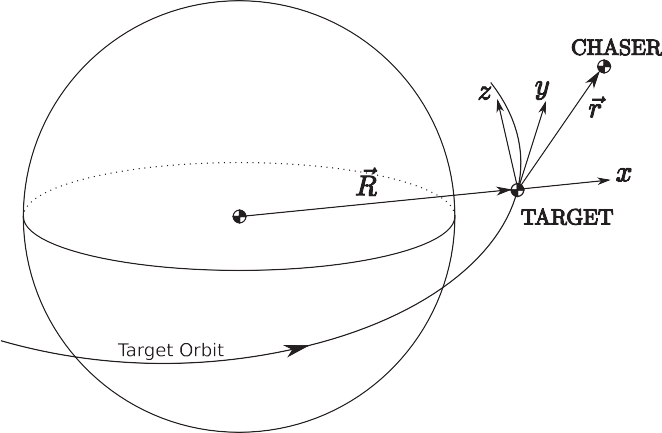 CHASER
z
y
r⃗
R⃗
x
TARGET
Target Orbit